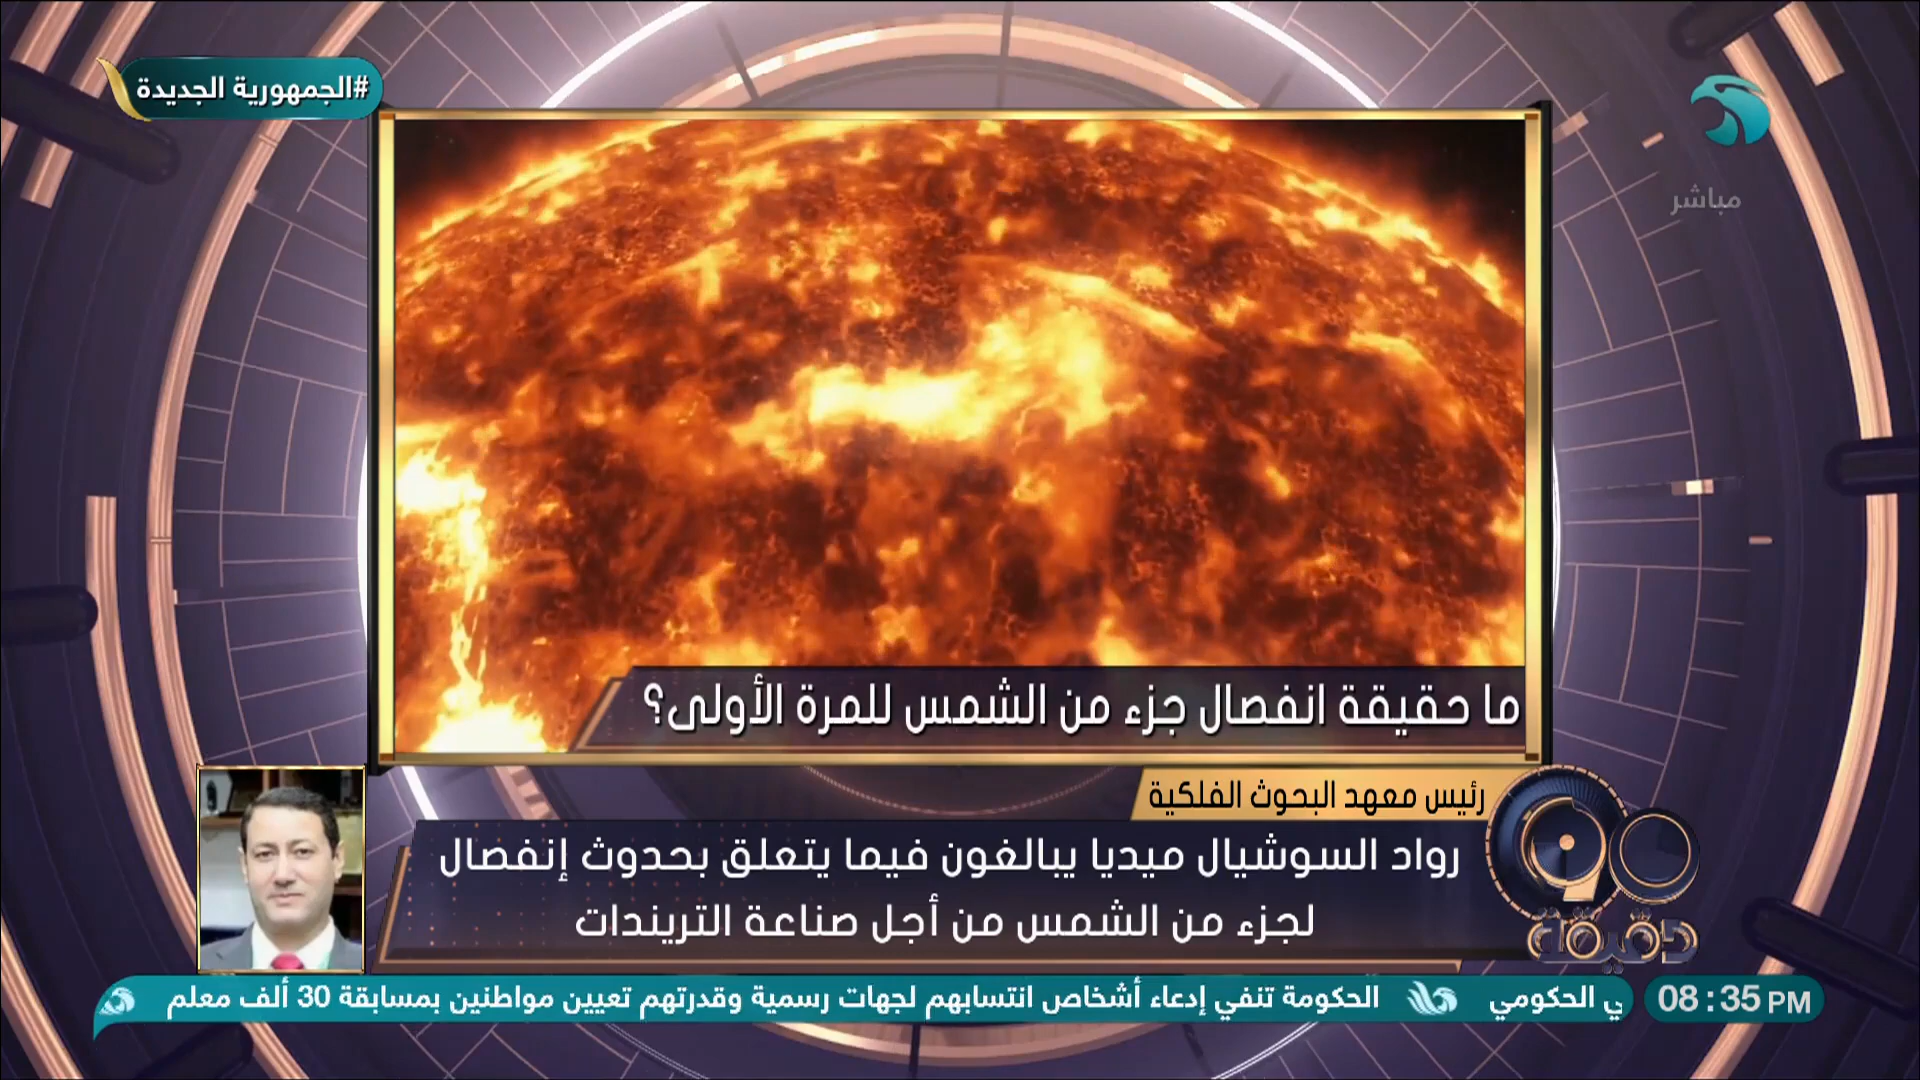 #الجمهورية الجديدة
مباشر
ما حقيقة انفصال جزء من الشمس للمرة الأولى؟
رئيس معهد البحوث الفلكية
رواد السوشيال ميديا يبالغون فيما يتعلق بحدوث إنفصال
لجزء من الشمس من أجل صناعة التريندات
90
دقيقة
08:35 PM
ي الحكومي
الحكومة تنفي إدعاء أشخاص انتسابهم لجهات رسمية وقدرتهم تعيين مواطنين بمسابقة 30 ألف معلم